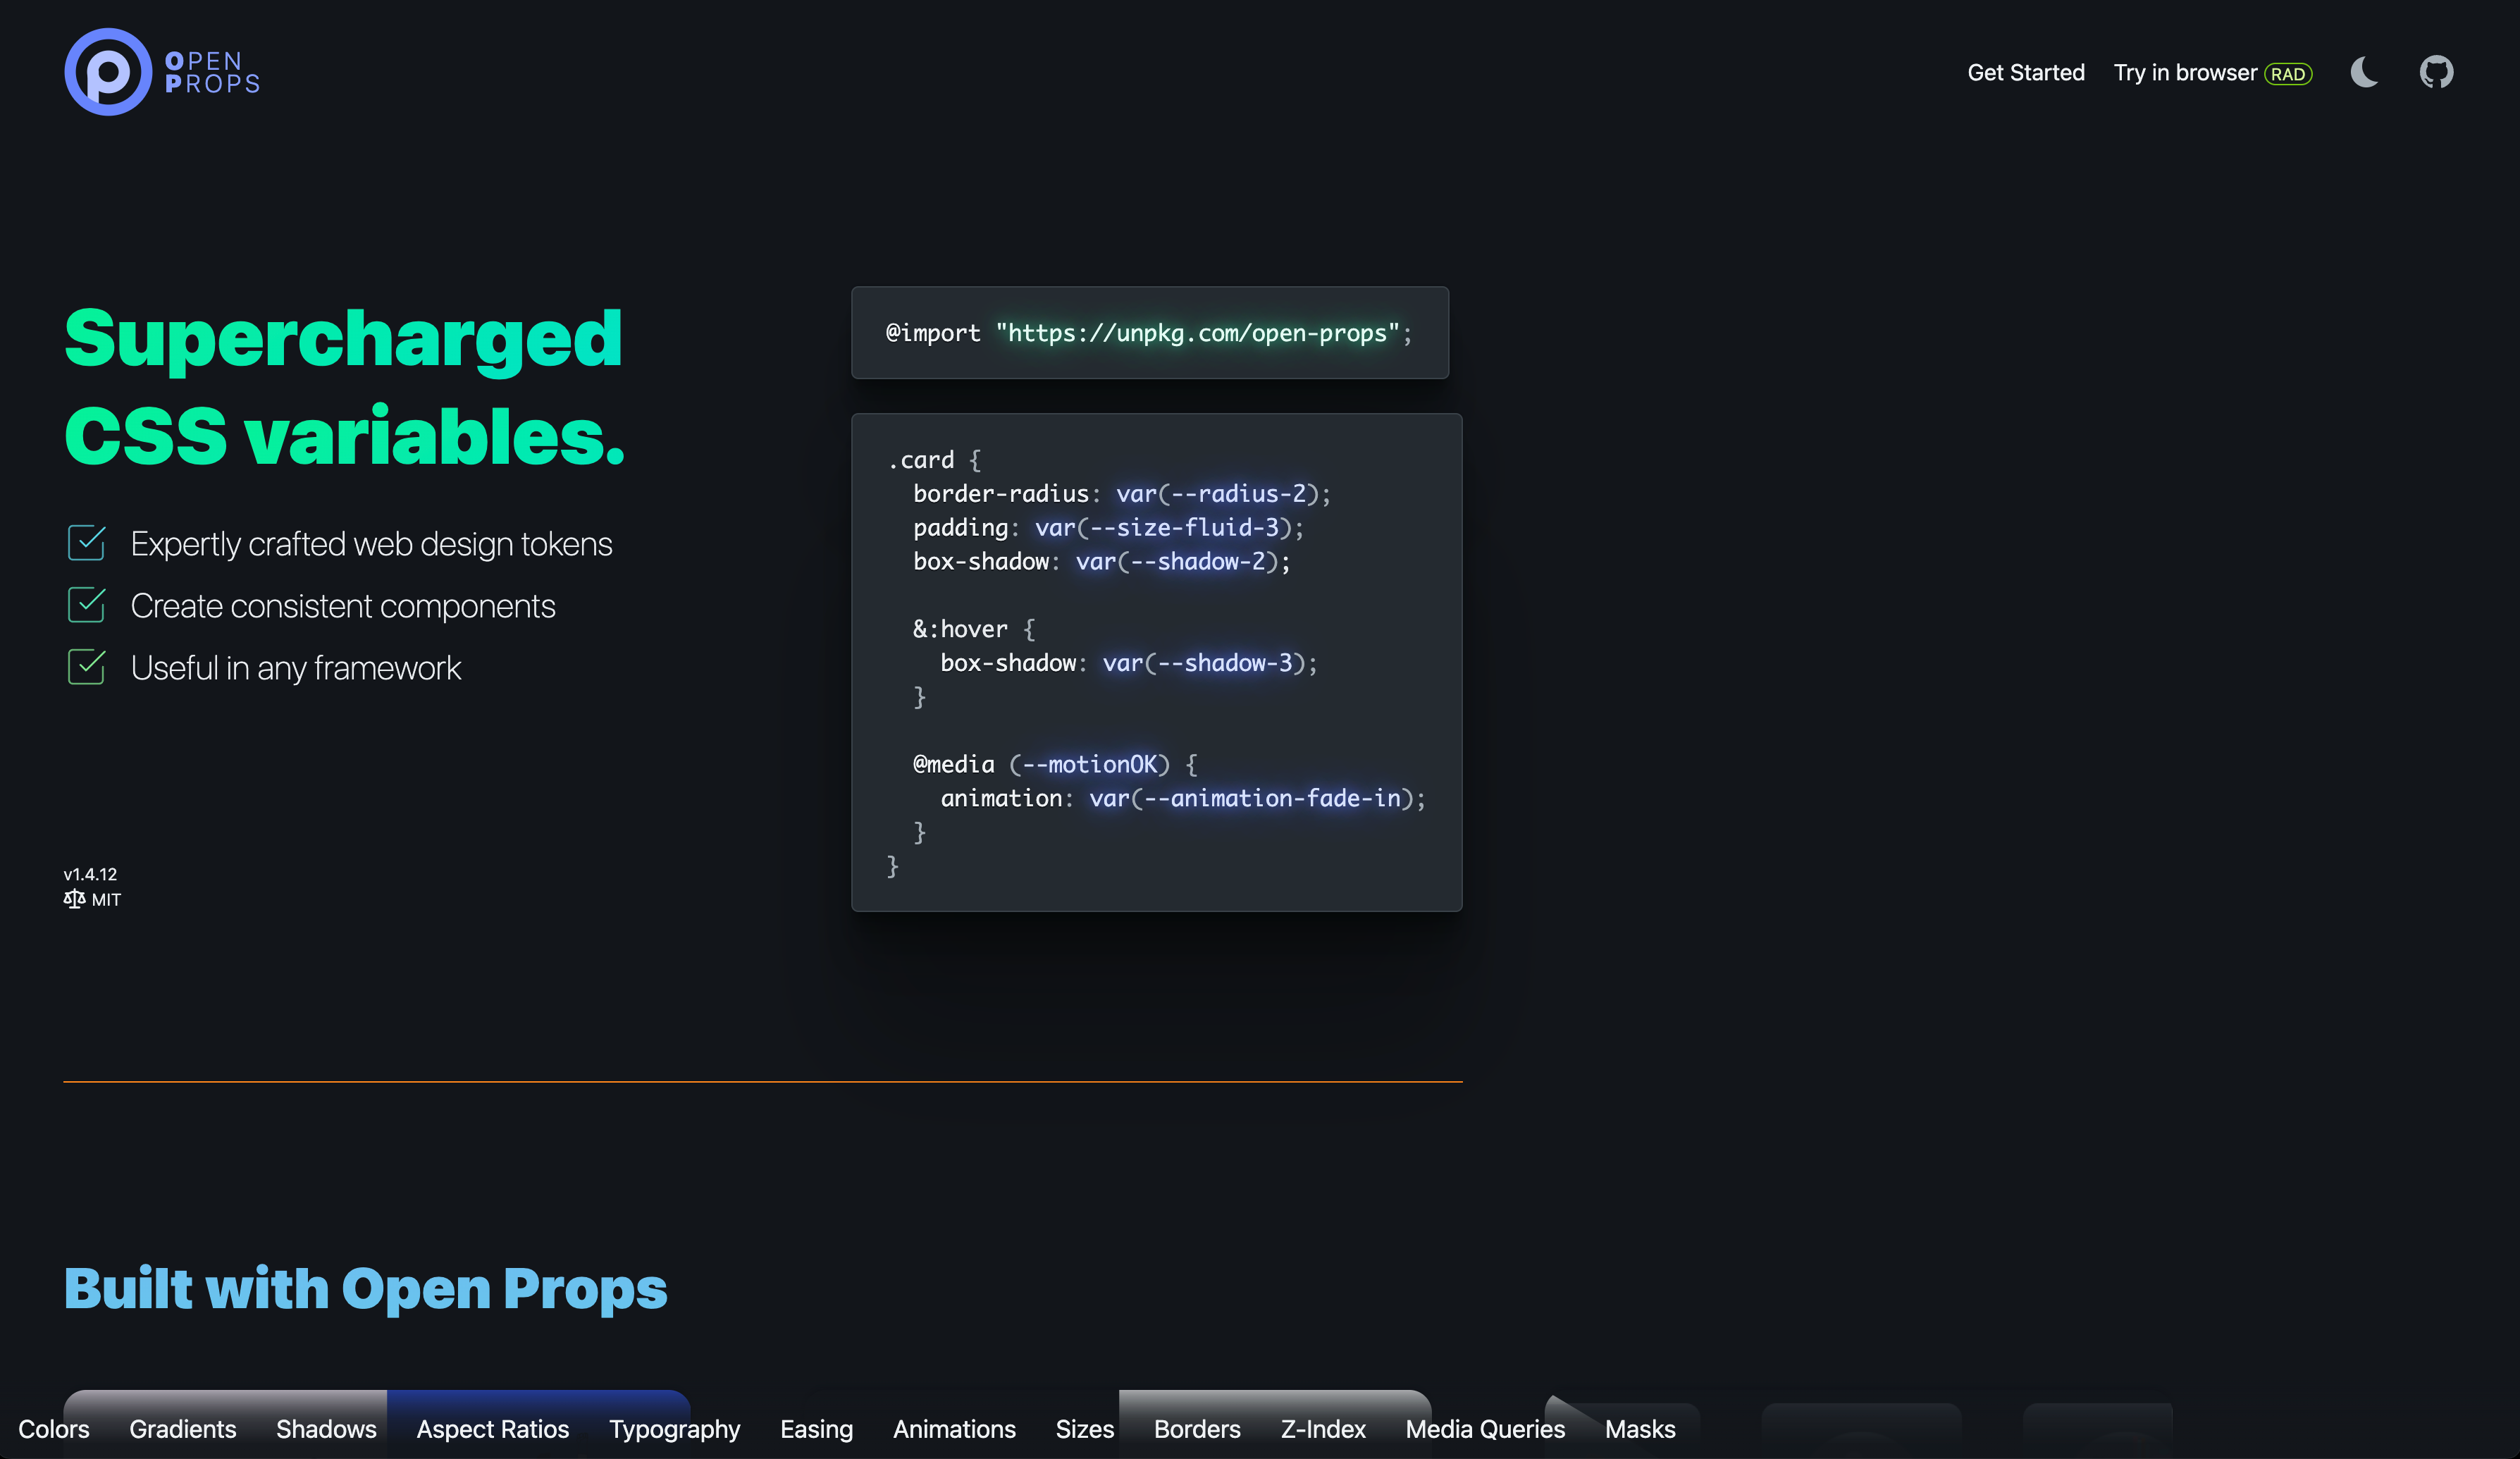 OPEN
PROPS
Get Started
Try in browser RAD
Supercharged
CSS variables.
Expertly crafted web design tokens
Create consistent components
Useful in any framework
v1.4.12
MIT
@import "https://unpkg.com/open-props";
.card {
  border-radius: var(--radius-2);
  padding: var(--size-fluid-3);
  box-shadow: var(--shadow-2);
  &:hover {
    box-shadow: var(--shadow-3);
  }
  @media (--motionOK) {
    animation: var(--animation-fade-in);
  }
}
Built with Open Props
Colors Gradients Shadows Aspect Ratios Typography Easing Animations Sizes Borders Z-Index Media Queries Masks